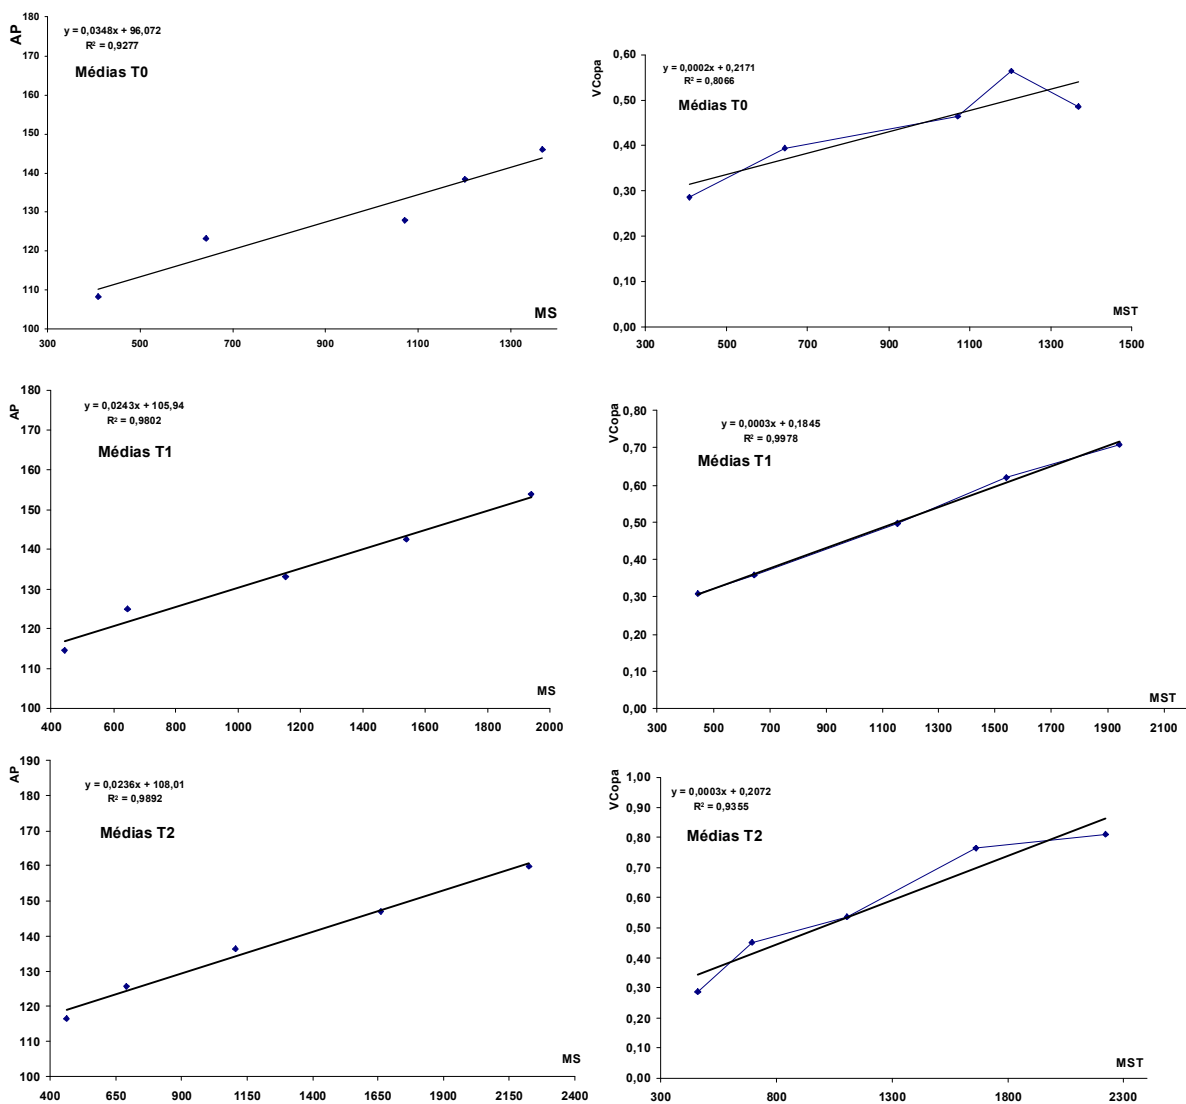 AP
180
170
160
150
140
130
120
110
100
y = 0,0348x + 96,072
R² = 0,9277
Médias T0
MS
300 500 700 900 1100 1300
VCopa
0,60
0,50
0,40
0,30
0,20
0,10
0,00
y = 0,0002x + 0,2171
R² = 0,8066
Médias T0
MST
300 500 700 900 1100 1300 1500
AP
180
170
160
150
140
130
120
110
100
y = 0,0243x + 105,94
R² = 0,9802
Médias T1
MS
400 600 800 1000 1200 1400 1600 1800 2000
VCopa
0,80
0,70
0,60
0,50
0,40
0,30
0,20
0,10
0,00
y = 0,0003x + 0,1845
R² = 0,9978
Médias T1
MST
300 500 700 900 1100 1300 1500 1700 1900 2100
AP
190
180
170
160
150
140
130
120
110
100
y = 0,0236x + 108,01
R² = 0,9892
Médias T2
MS
400 650 900 1150 1400 1650 1900 2150 2400
VCopa
1,00
0,90
0,80
0,70
0,60
0,50
0,40
0,30
0,20
0,10
0,00
y = 0,0003x + 0,2072
R² = 0,9355
Médias T2
MST
300 800 1300 1800 2300